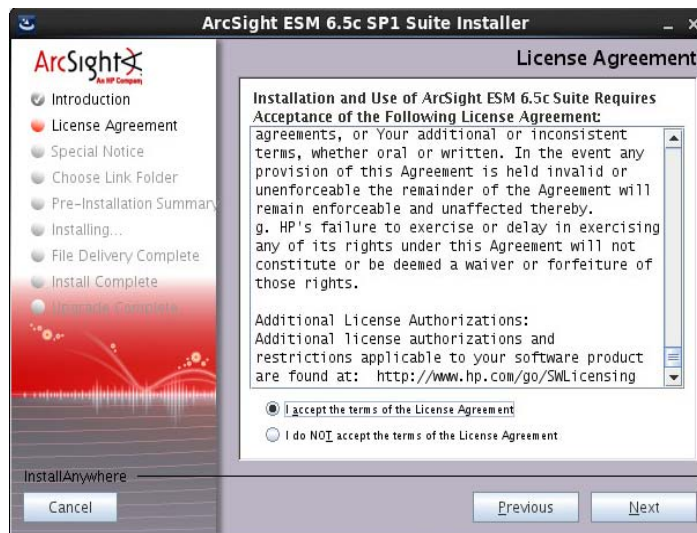 ArcSight ESM 6.5c SP1 Suite Installer
ArcSight
An HP Company
License Agreement
Introduction
License Agreement
Special Notice
Choose Link Folder
Pre-Installation Summary
Installing...
File Delivery Complete
Install Complete
Upgrade Complete
Installation and Use of ArcSight ESM 6.5c Suite Requires
Acceptance of the Following License Agreement:
agreements, or Your additional or inconsistent
terms, whether oral or written. In the event any
provision of this Agreement is held invalid or
unenforceable the remainder of the Agreement will
remain enforceable and unaffected thereby.
g. HP's failure to exercise or delay in exercising
any of its rights under this Agreement will not
constitute or be deemed a waiver or forfeiture of
those rights.
Additional License Authorizations:
Additional license authorizations and
restrictions applicable to your software product
are found at:  http://www.hp.com/go/SWLicensing
I accept the terms of the License Agreement
I do NOT accept the terms of the License Agreement
InstallAnywhere
Cancel
Previous
Next